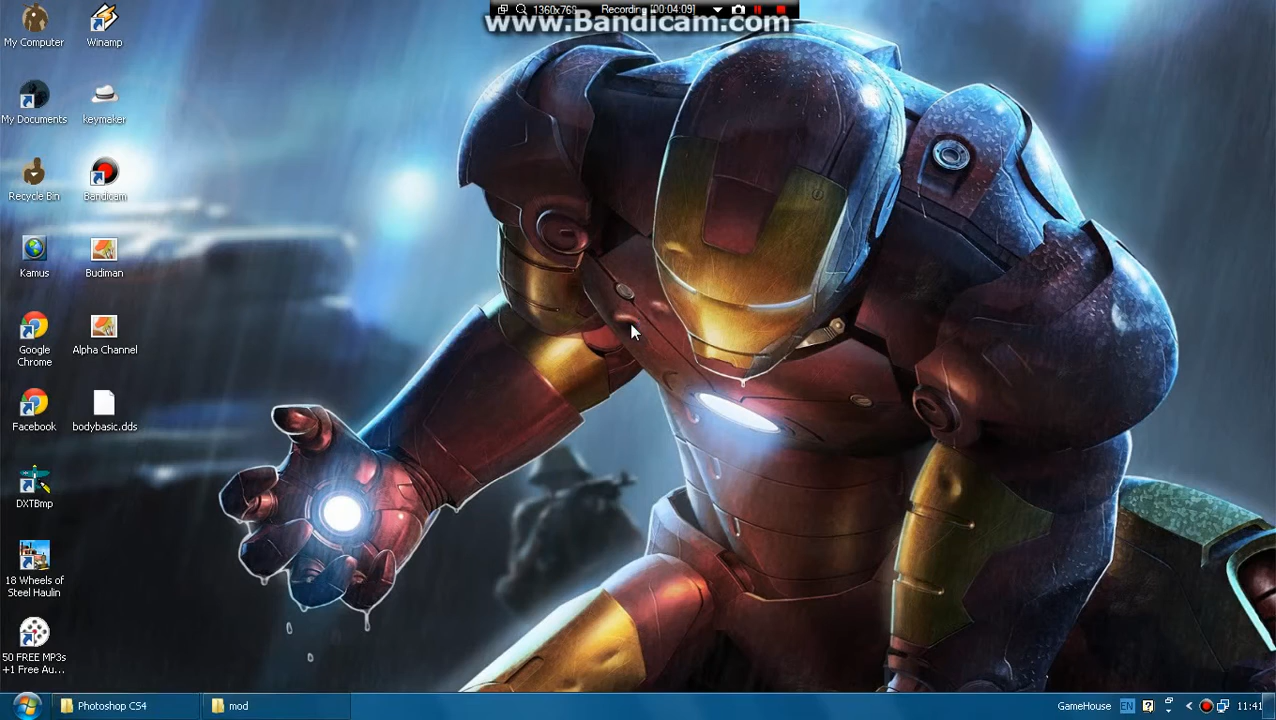 1360x768 Recording [00:04:09]
www.Bandicam.com
My Computer
Winamp
My Documents
keymaker
Recycle Bin
Bandicam
Kamus
Budiman
Google
Chrome
Alpha Channel
Facebook
bodybasic.dds
DXTBmp
18 Wheels of
Steel Haulin
50 FREE MP3s
+1 Free Au...
Photoshop CS4
mod
GameHouse
EN
?
11:41